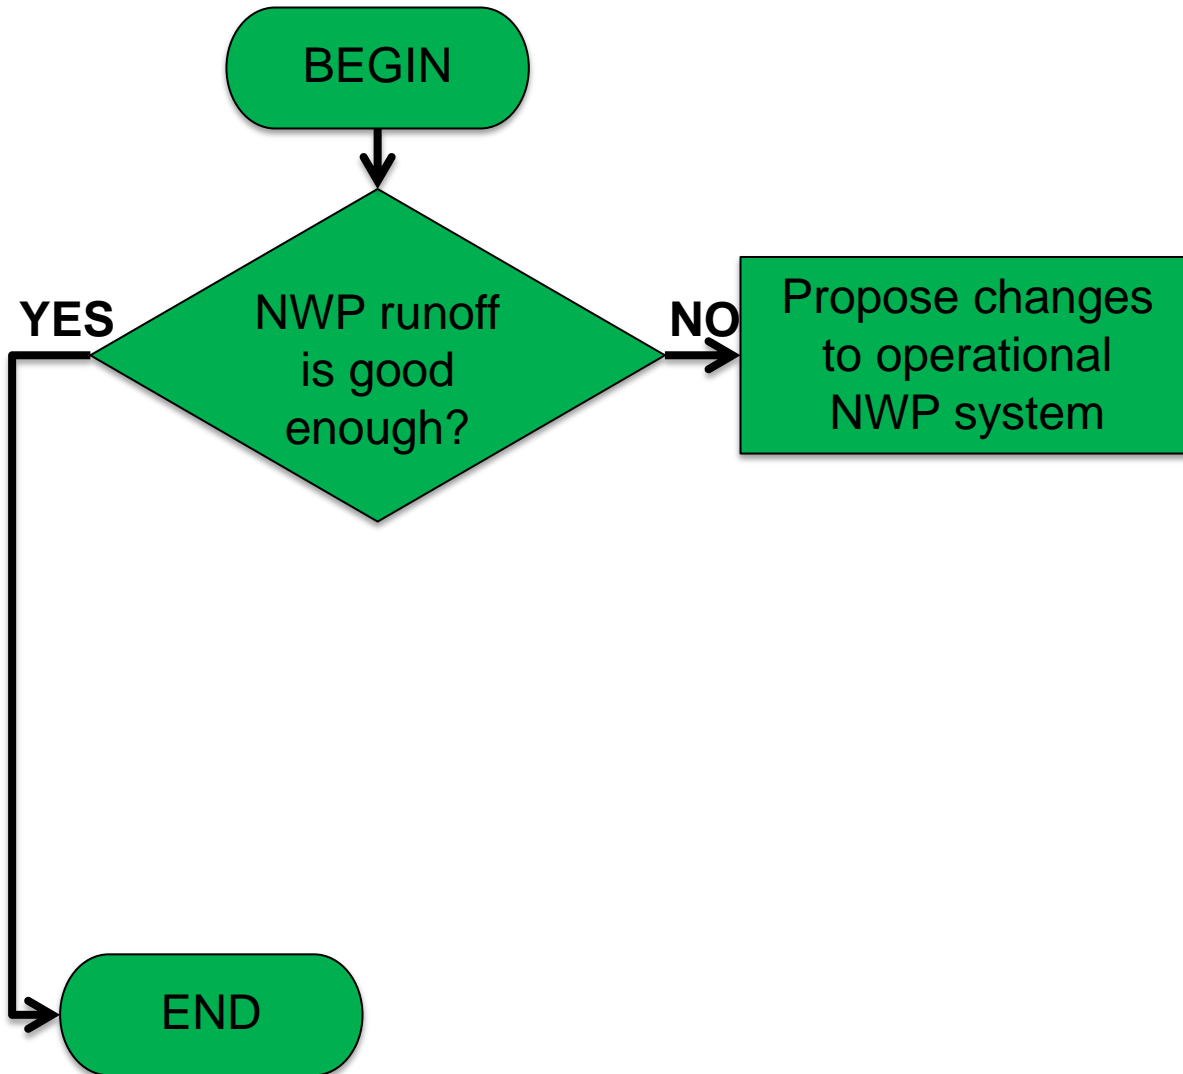 BEGIN
YES
NWP runoff
is good
enough?
NO
Propose changes
to operational
NWP system
END